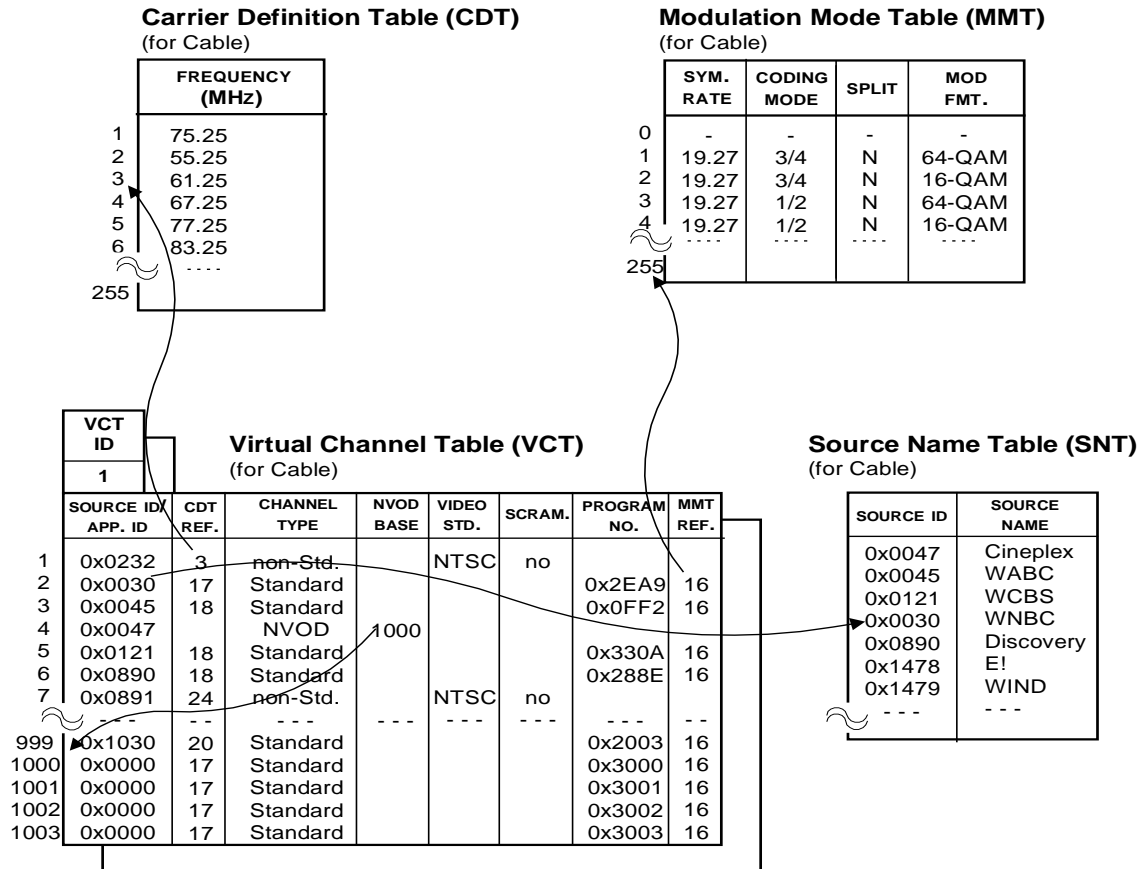 Carrier Definition Table (CDT)
(for Cable)
FREQUENCY
(MHz)
1 75.25
2 55.25
3 61.25
4 67.25
5 77.25
6 83.25
- - - -
255
Modulation Mode Table (MMT)
(for Cable)
SYM. RATE CODING MODE SPLIT MOD FMT.
0 - - - -
1 19.27 3/4 N 64-QAM
2 19.27 3/4 N 16-QAM
3 19.27 1/2 N 64-QAM
4 19.27 1/2 N 16-QAM
- - - - - - - - - - - - - - - -
255
VCT ID
1
Virtual Channel Table (VCT)
(for Cable)
SOURCE ID/ APP. ID CDT REF. CHANNEL TYPE NVOD BASE VIDEO STD. SCRAM. PROGRAM NO. MMT REF.
1 0x0232 3 non-Std. NTSC no
2 0x0030 17 Standard 0x2EA9 16
3 0x0045 18 Standard 0x0FF2 16
4 0x0047 NVOD 1000
5 0x0121 18 Standard 0x330A 16
6 0x0890 18 Standard 0x288E 16
7 0x0891 24 non-Std. NTSC no
- - - - - - - - - - - - - - - - - - - - - -
999 0x1030 20 Standard 0x2003 16
1000 0x0000 17 Standard 0x3000 16
1001 0x0000 17 Standard 0x3001 16
1002 0x0000 17 Standard 0x3002 16
1003 0x0000 17 Standard 0x3003 16
Source Name Table (SNT)
(for Cable)
SOURCE ID SOURCE NAME
0x0047 Cineplex
0x0045 WABC
0x0121 WCBS
0x0030 WNBC
0x0890 Discovery
0x1478 E!
0x1479 WIND
- - - - - -